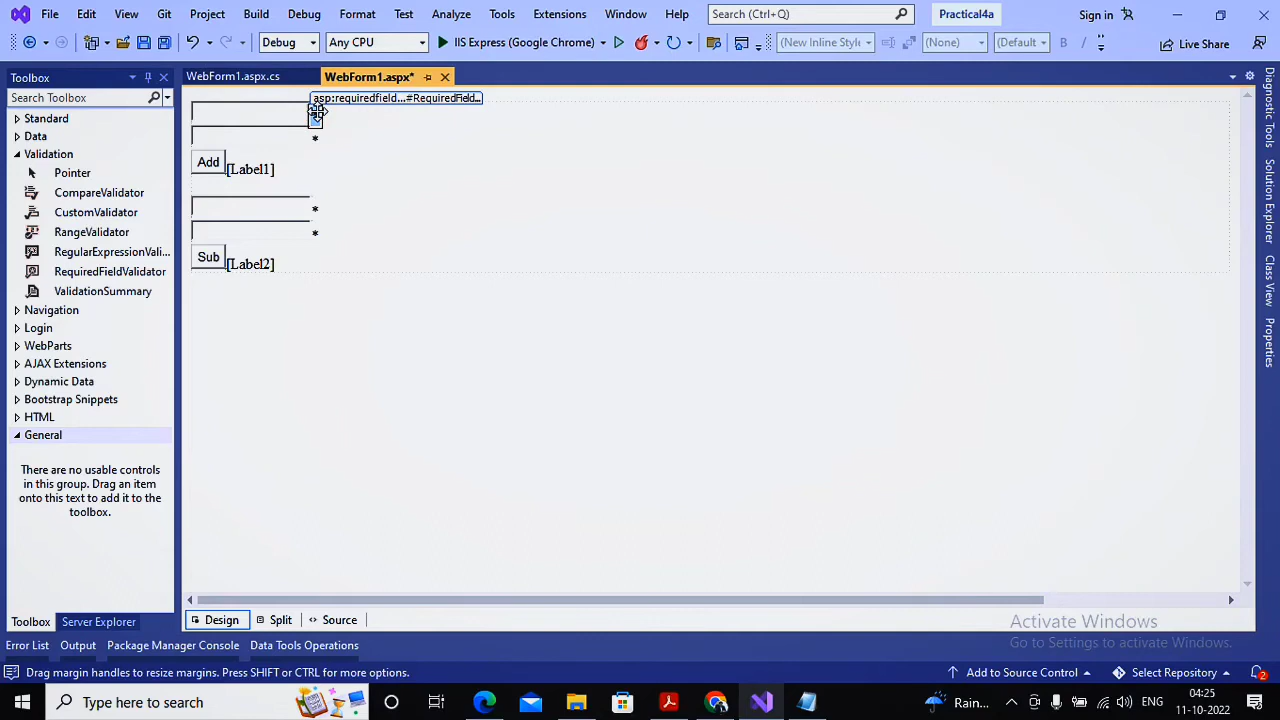 File Edit View Git Project Build Debug Format Test Analyze Tools Extensions Window Help Search (Ctrl+Q) Practical4a Sign in
Debug Any CPU IIS Express (Google Chrome) (New Inline Style (None) (Default) B I Live Share
Toolbox
WebForm1.aspx.cs WebForm1.aspx*
Search Toolbox
asp:requiredfield...#RequiredField...
Standard
Data
*
Validation
Pointer
Add [Label1]
CompareValidator
CustomValidator
*
RangeValidator
*
RegularExpressionVali...
Sub [Label2]
RequiredFieldValidator
ValidationSummary
Navigation
Login
WebParts
AJAX Extensions
Dynamic Data
Bootstrap Snippets
HTML
General
There are no usable controls
in this group. Drag an item
onto this text to add it to the
toolbox.
Diagnostic Tools
Solution Explorer
Class View
Properties
Toolbox Server Explorer
Design Split Source
Activate Windows
Go to Settings to activate Windows.
Error List Output Package Manager Console Data Tools Operations
Drag margin handles to resize margins. Press SHIFT or CTRL for more options. Add to Source Control Select Repository 2
Type here to search
Rain... ENG 04:25
11-10-2022